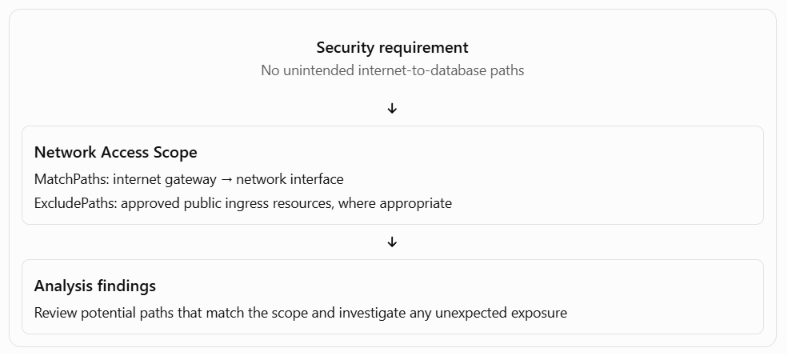 Security requirement
No unintended internet-to-database paths
↓
Network Access Scope
MatchPaths: internet gateway → network interface
ExcludePaths: approved public ingress resources, where appropriate
↓
Analysis findings
Review potential paths that match the scope and investigate any unexpected exposure